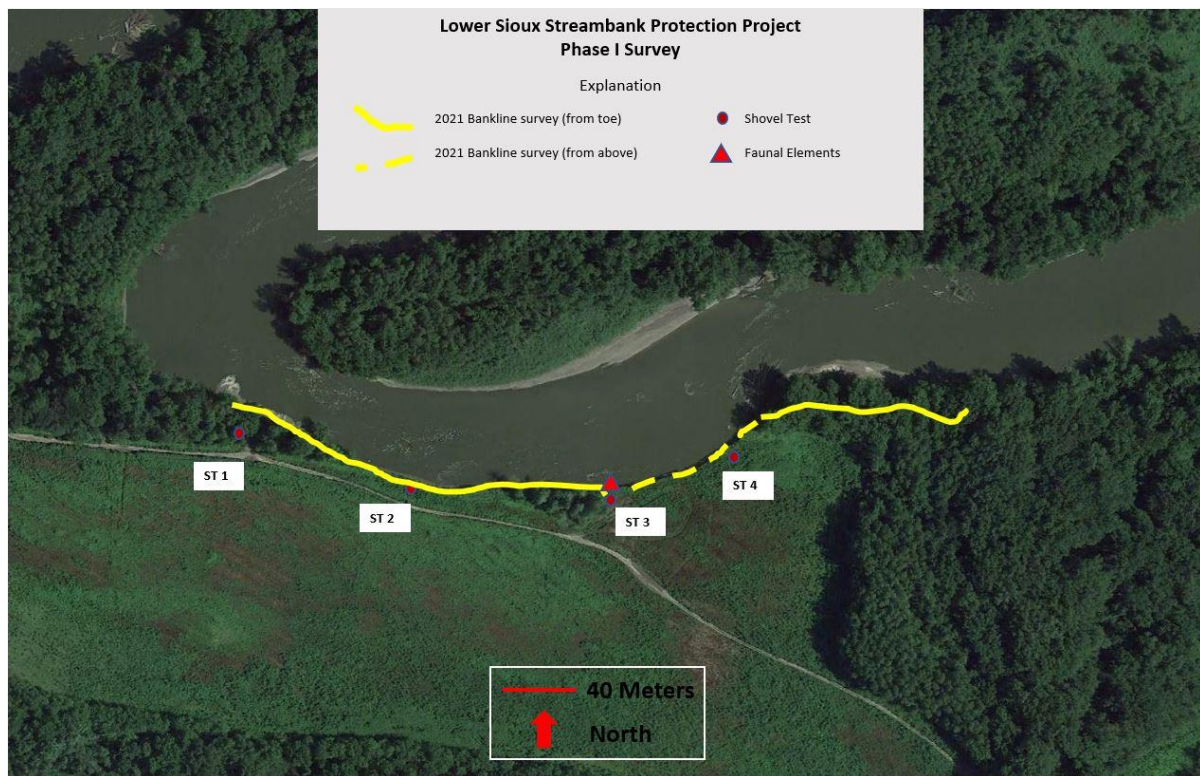 Lower Sioux Streambank Protection Project
Phase I Survey
Explanation
2021 Bankline survey (from toe)
Shovel Test
2021 Bankline survey (from above)
Faunal Elements
ST 1
ST 2
ST 3
ST 4
40 Meters
North